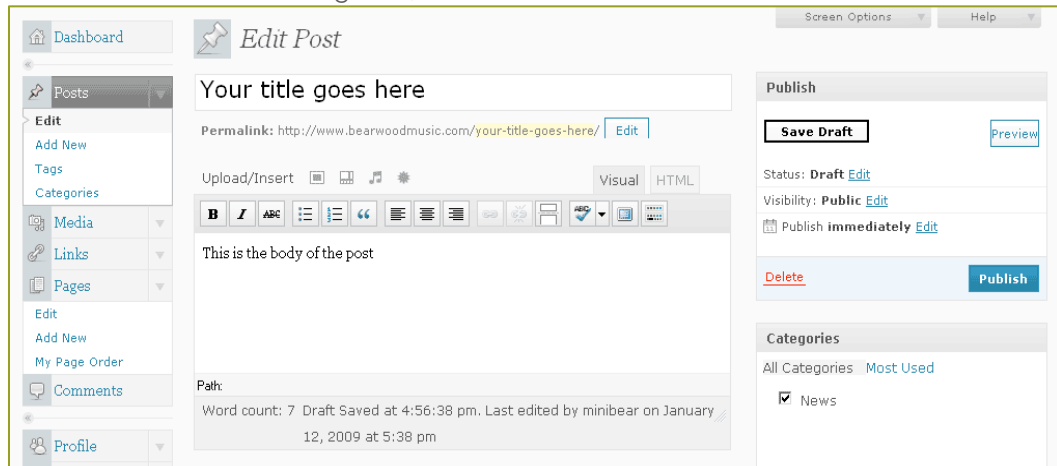 Screen Options Help
Dashboard
Edit Post
Posts
Edit
Add New
Tags
Categories
Media
Links
Pages
Edit
Add New
My Page Order
Comments
Profile
Your title goes here
Permalink: http://www.bearwoodmusic.com/your-title-goes-here/ Edit
Upload/Insert Visual HTML
B I ABC ABC
This is the body of the post
Path:
Word count: 7 Draft Saved at 4:56:38 pm. Last edited by minibear on January
12, 2009 at 5:38 pm
Publish
Save Draft Preview
Status: Draft Edit
Visibility: Public Edit
Publish immediately Edit
Delete Publish
Categories
All Categories Most Used
News